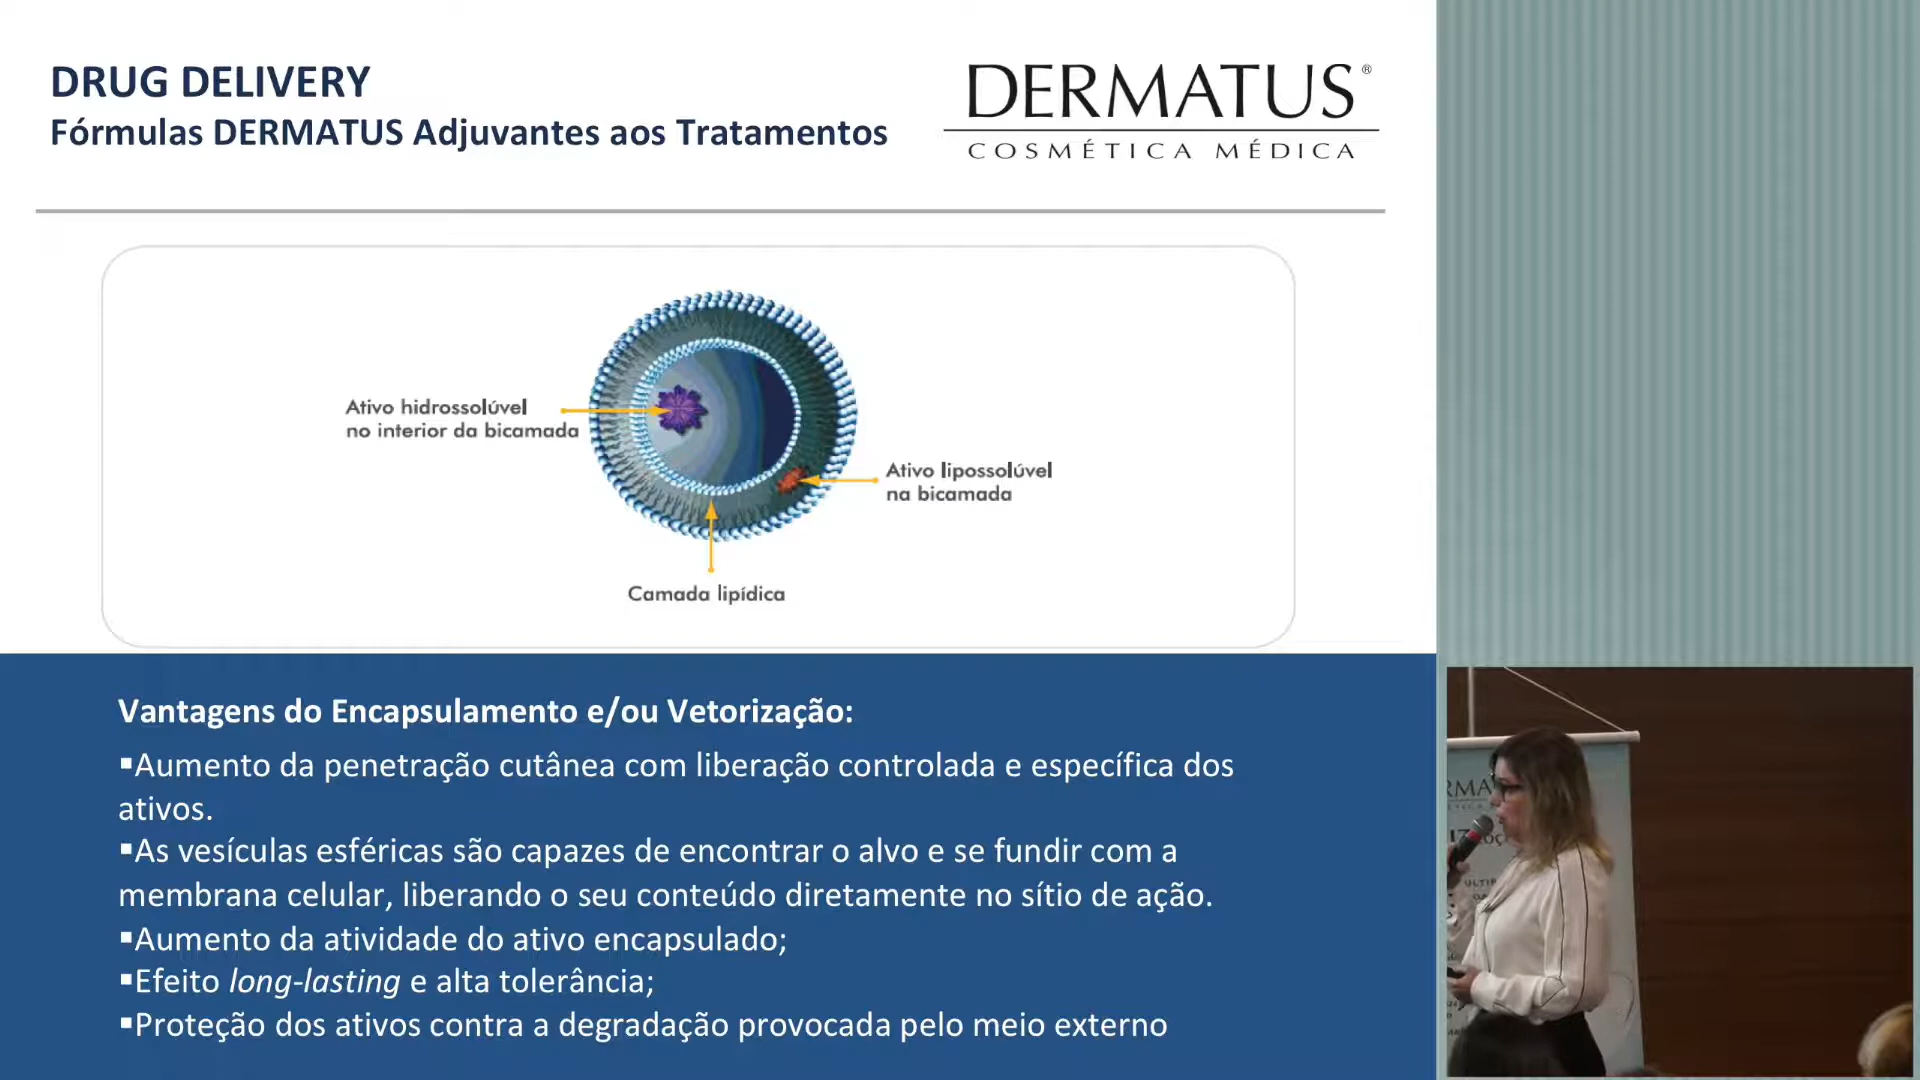 DRUG DELIVERY
Fórmulas DERMATUS Adjuvantes aos Tratamentos
DERMATUS®
COSMÉTICA MÉDICA
Ativo hidrossolúvel
no interior da bicamada
Ativo lipossolúvel
na bicamada
Camada lipídica
Vantagens do Encapsulamento e/ou Vetorização:
▪Aumento da penetração cutânea com liberação controlada e específica dos
ativos.
▪As vesículas esféricas são capazes de encontrar o alvo e se fundir com a
membrana celular, liberando o seu conteúdo diretamente no sítio de ação.
▪Aumento da atividade do ativo encapsulado;
▪Efeito long-lasting e alta tolerância;
▪Proteção dos ativos contra a degradação provocada pelo meio externo